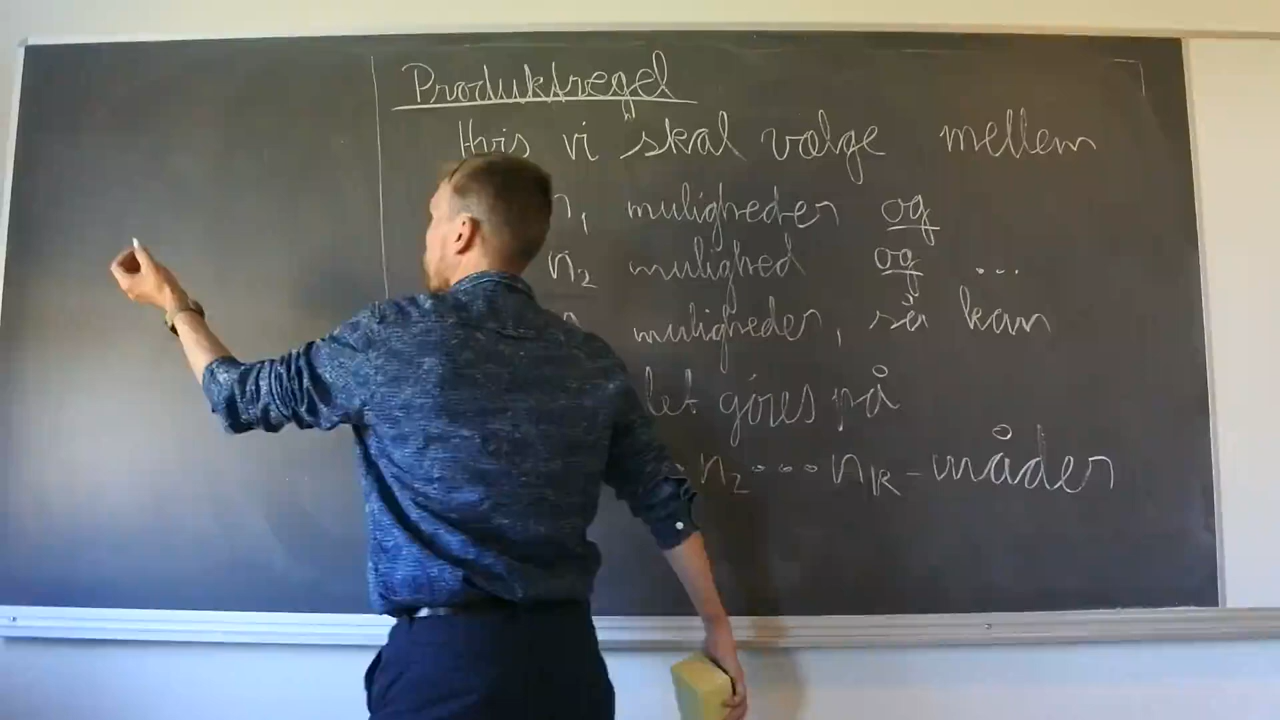 Produktregel
Hvis vi skal vælge mellem
n₁ muligheder og
n₂ mulighed og ...
muligheder, så kan
det gøres på
· n₂ ··· nₖ - måder